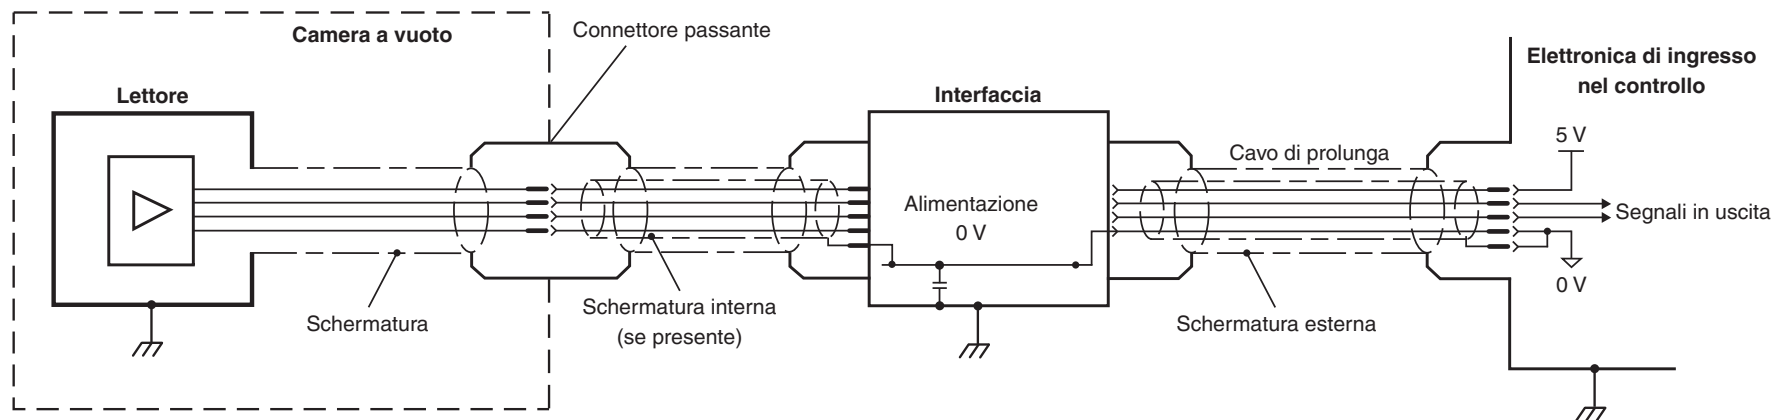 Camera a vuoto
Connettore passante
Elettronica di ingresso
nel controllo
Lettore
Interfaccia
5 V
Cavo di prolunga
Alimentazione
0 V
Segnali in uscita
0 V
Schermatura
Schermatura interna
(se presente)
Schermatura esterna